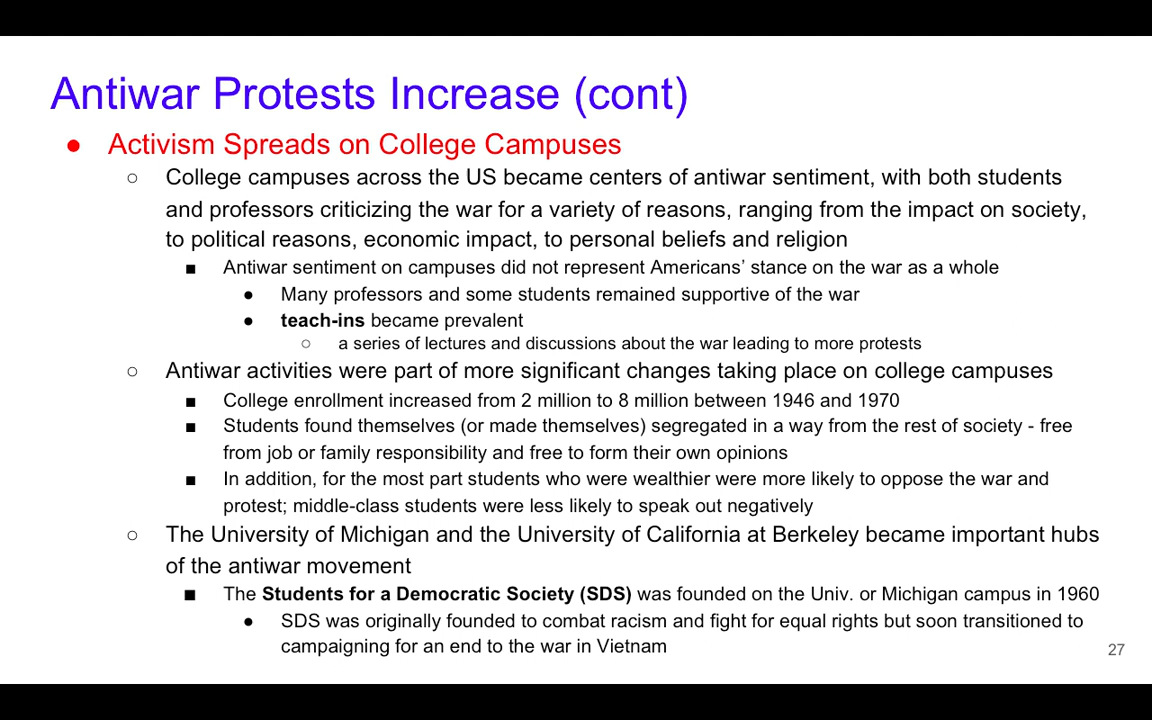 Antiwar Protests Increase (cont)
● Activism Spreads on College Campuses
○ College campuses across the US became centers of antiwar sentiment, with both students
and professors criticizing the war for a variety of reasons, ranging from the impact on society,
to political reasons, economic impact, to personal beliefs and religion
■ Antiwar sentiment on campuses did not represent Americans’ stance on the war as a whole
● Many professors and some students remained supportive of the war
● teach-ins became prevalent
○ a series of lectures and discussions about the war leading to more protests
○ Antiwar activities were part of more significant changes taking place on college campuses
■ College enrollment increased from 2 million to 8 million between 1946 and 1970
■ Students found themselves (or made themselves) segregated in a way from the rest of society - free
from job or family responsibility and free to form their own opinions
■ In addition, for the most part students who were wealthier were more likely to oppose the war and
protest; middle-class students were less likely to speak out negatively
○ The University of Michigan and the University of California at Berkeley became important hubs
of the antiwar movement
■ The Students for a Democratic Society (SDS) was founded on the Univ. or Michigan campus in 1960
● SDS was originally founded to combat racism and fight for equal rights but soon transitioned to
campaigning for an end to the war in Vietnam
27